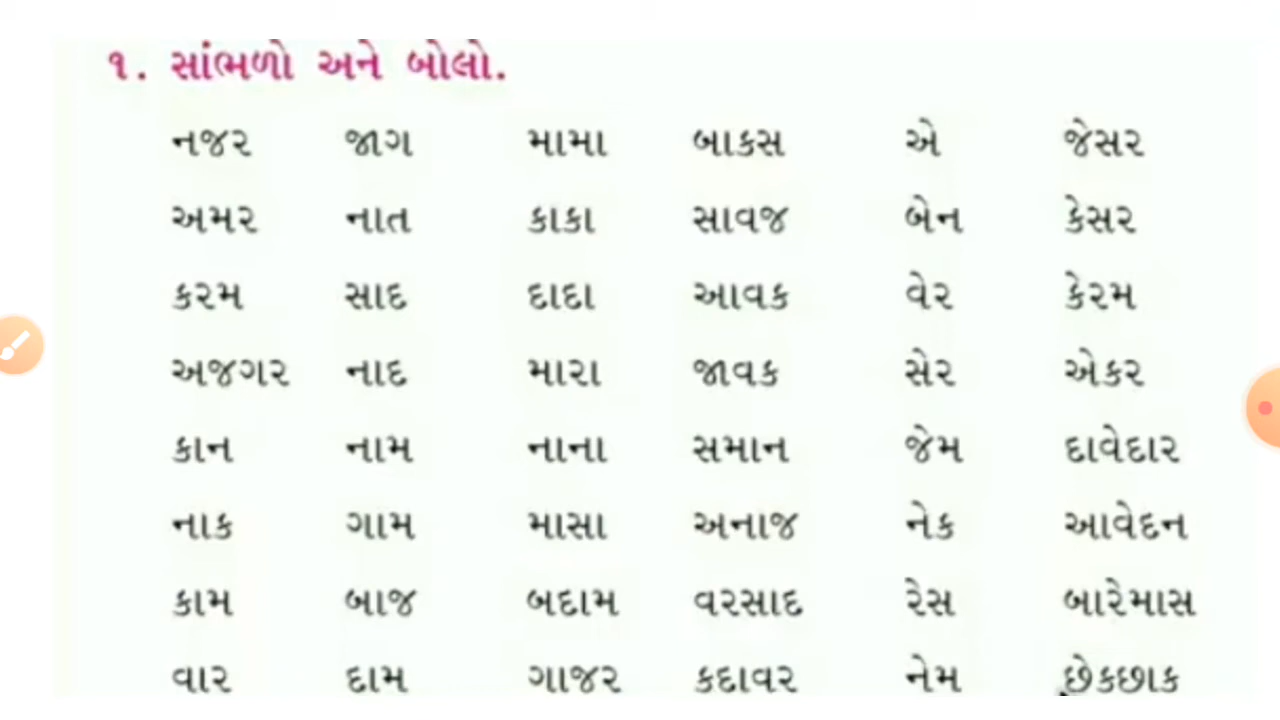 ૧. સાંભળો અને બોલો.
નજર જાગ મામા બાકસ એ જેસર
અમર નાત કાકા સાવજ બેન કેસર
કરમ સાદ દાદા આવક વેર કેરમ
અજગર નાદ મારા જાવક સેર એકર
કાન નામ નાના સમાન જેમ દાવેદાર
નાક ગામ માસા અનાજ નેક આવેદન
કામ બાજ બદામ વરસાદ રેસ બારેમાસ
વાર દામ ગાજર કદાવર નેમ છેકછાક